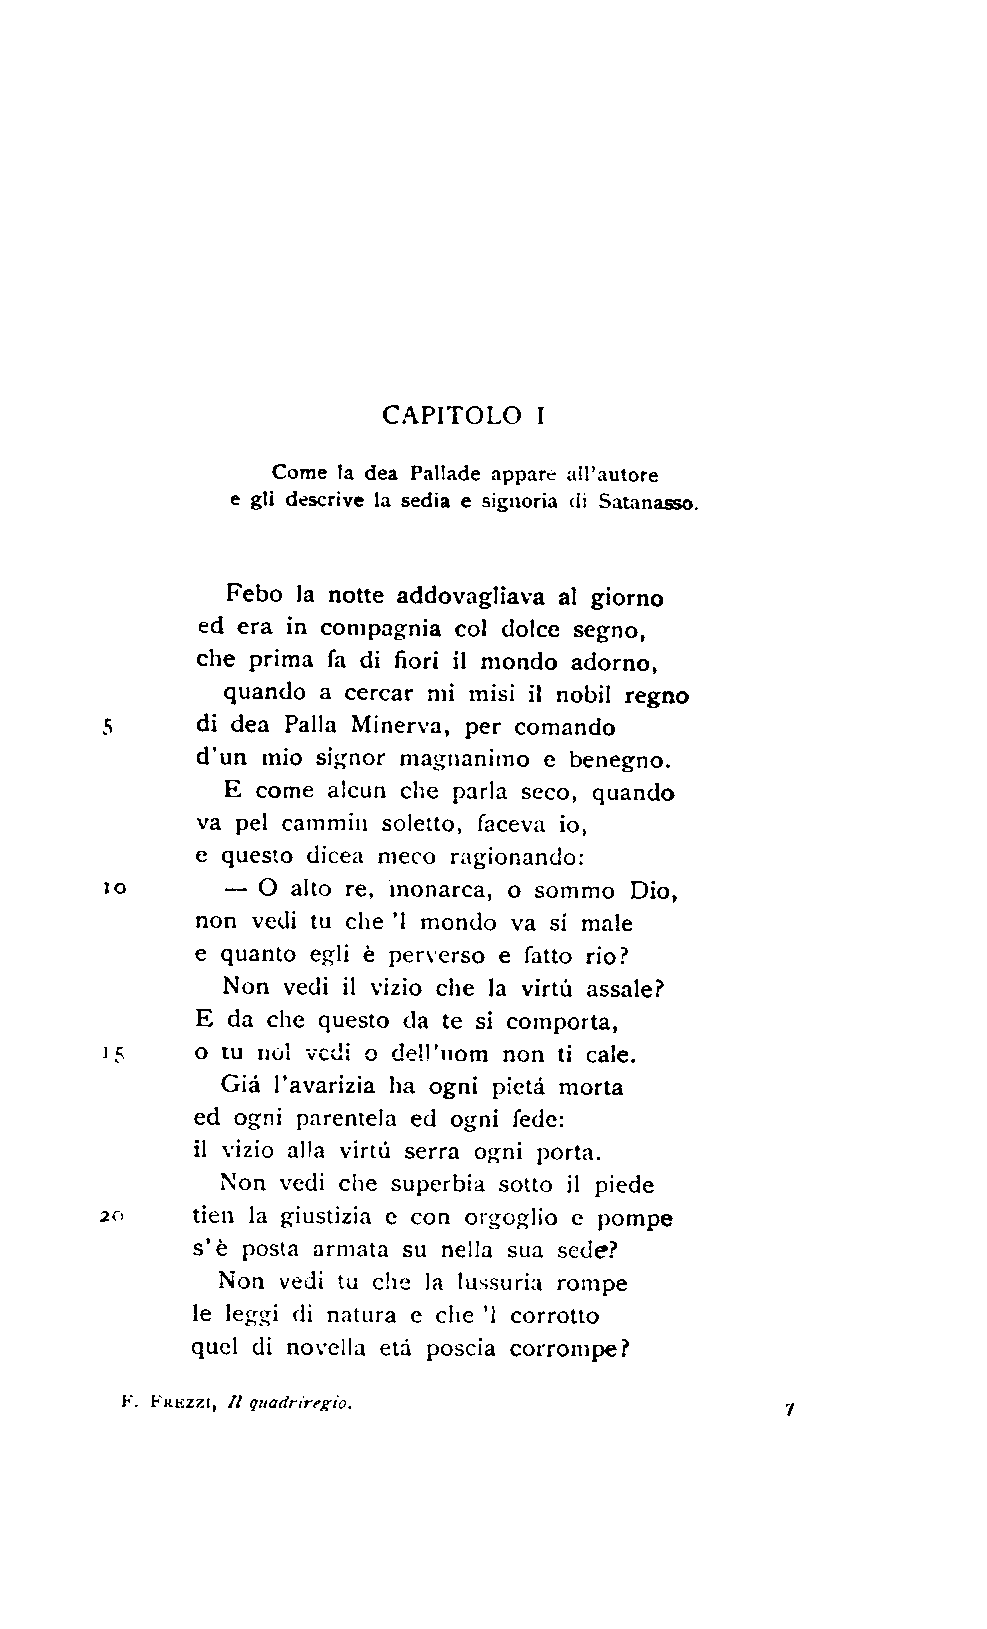 CAPITOLO I
Come la dea Pallade appare all'autore
e gli descrive la sedia e signoria di Satanasso.
Febo la notte addovagliava al giorno
ed era in compagnia col dolce segno,
che prima fa di fiori il mondo adorno,
quando a cercar mi misi il nobil regno
5 di dea Palla Minerva, per comando
d'un mio signor magnanimo e benegno.
E come alcun che parla seco, quando
va pel cammin soletto, faceva io,
e questo dicea meco ragionando:
10 — O alto re, monarca, o sommo Dio,
non vedi tu che 'l mondo va sí male
e quanto egli è perverso e fatto rio?
Non vedi il vizio che la virtú assale?
E da che questo da te si comporta,
15 o tu nol vedi o dell'uom non ti cale.
Giá l'avarizia ha ogni pietá morta
ed ogni parentela ed ogni fede:
il vizio alla virtú serra ogni porta.
Non vedi che superbia sotto il piede
20 tien la giustizia e con orgoglio e pompe
s'è posta armata su nella sua sede?
Non vedi tu che la lussuria rompe
le leggi di natura e che 'l corrotto
quel di novella etá poscia corrompe?
F. FREZZI, Il quadriregio. 7